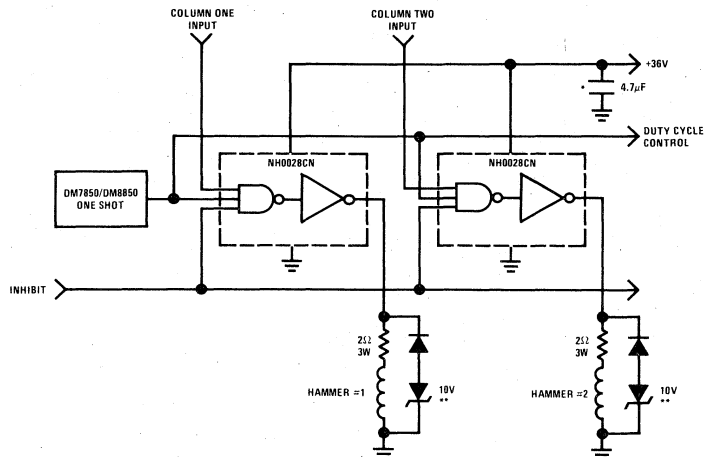 COLUMN ONE
INPUT
COLUMN TWO
INPUT
+36V
* 4.7μF
DUTY CYCLE
CONTROL
NH0028CN
NH0028CN
DM7850/DM8850
ONE SHOT
INHIBIT
2Ω
3W
2Ω
3W
HAMMER =1
10V
**
HAMMER =2
10V
**